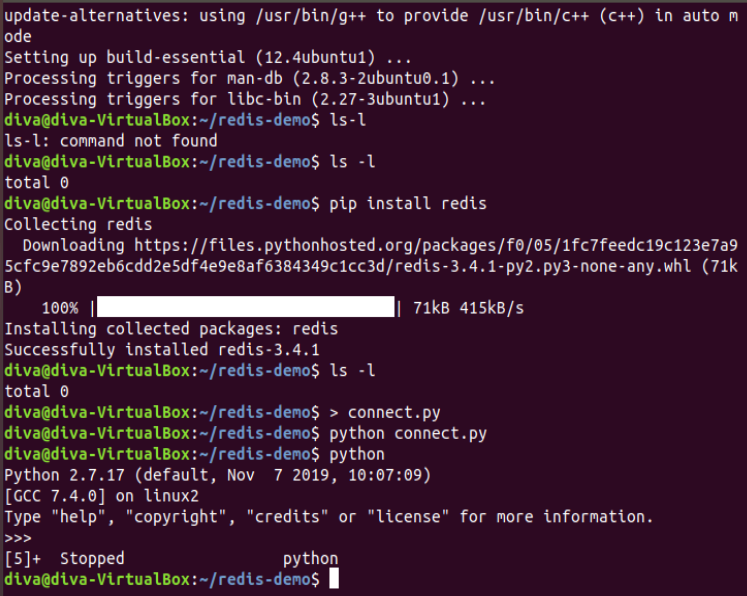 update-alternatives: using /usr/bin/g++ to provide /usr/bin/c++ (c++) in auto m
ode
Setting up build-essential (12.4ubuntu1) ...
Processing triggers for man-db (2.8.3-2ubuntu0.1) ...
Processing triggers for libc-bin (2.27-3ubuntu1) ...
diva@diva-VirtualBox:~/redis-demo$ ls-l
ls-l: command not found
diva@diva-VirtualBox:~/redis-demo$ ls -l
total 0
diva@diva-VirtualBox:~/redis-demo$ pip install redis
Collecting redis
  Downloading https://files.pythonhosted.org/packages/f0/05/1fc7feedc19c123e7a9
5cfc9e7892eb6cdd2e5df4e9e8af6384349c1cc3d/redis-3.4.1-py2.py3-none-any.whl (71k
B)
    100% |                                | 71kB 415kB/s
Installing collected packages: redis
Successfully installed redis-3.4.1
diva@diva-VirtualBox:~/redis-demo$ ls -l
total 0
diva@diva-VirtualBox:~/redis-demo$ > connect.py
diva@diva-VirtualBox:~/redis-demo$ python connect.py
diva@diva-VirtualBox:~/redis-demo$ python
Python 2.7.17 (default, Nov  7 2019, 10:07:09)
[GCC 7.4.0] on linux2
Type "help", "copyright", "credits" or "license" for more information.
>>>
[5]+  Stopped                 python
diva@diva-VirtualBox:~/redis-demo$